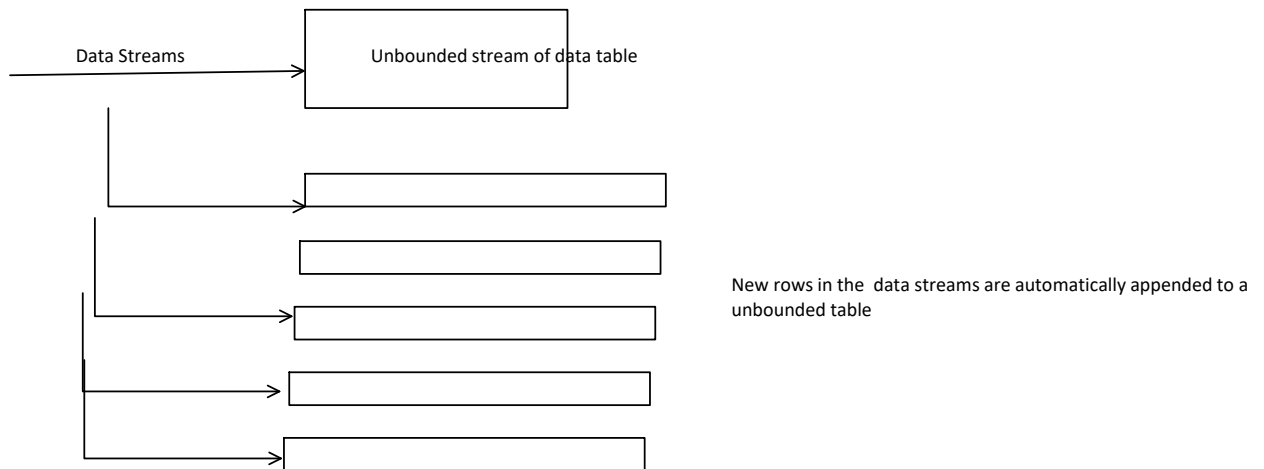 Data Streams
Unbounded stream of data table
New rows in the  data streams are automatically appended to a
unbounded table